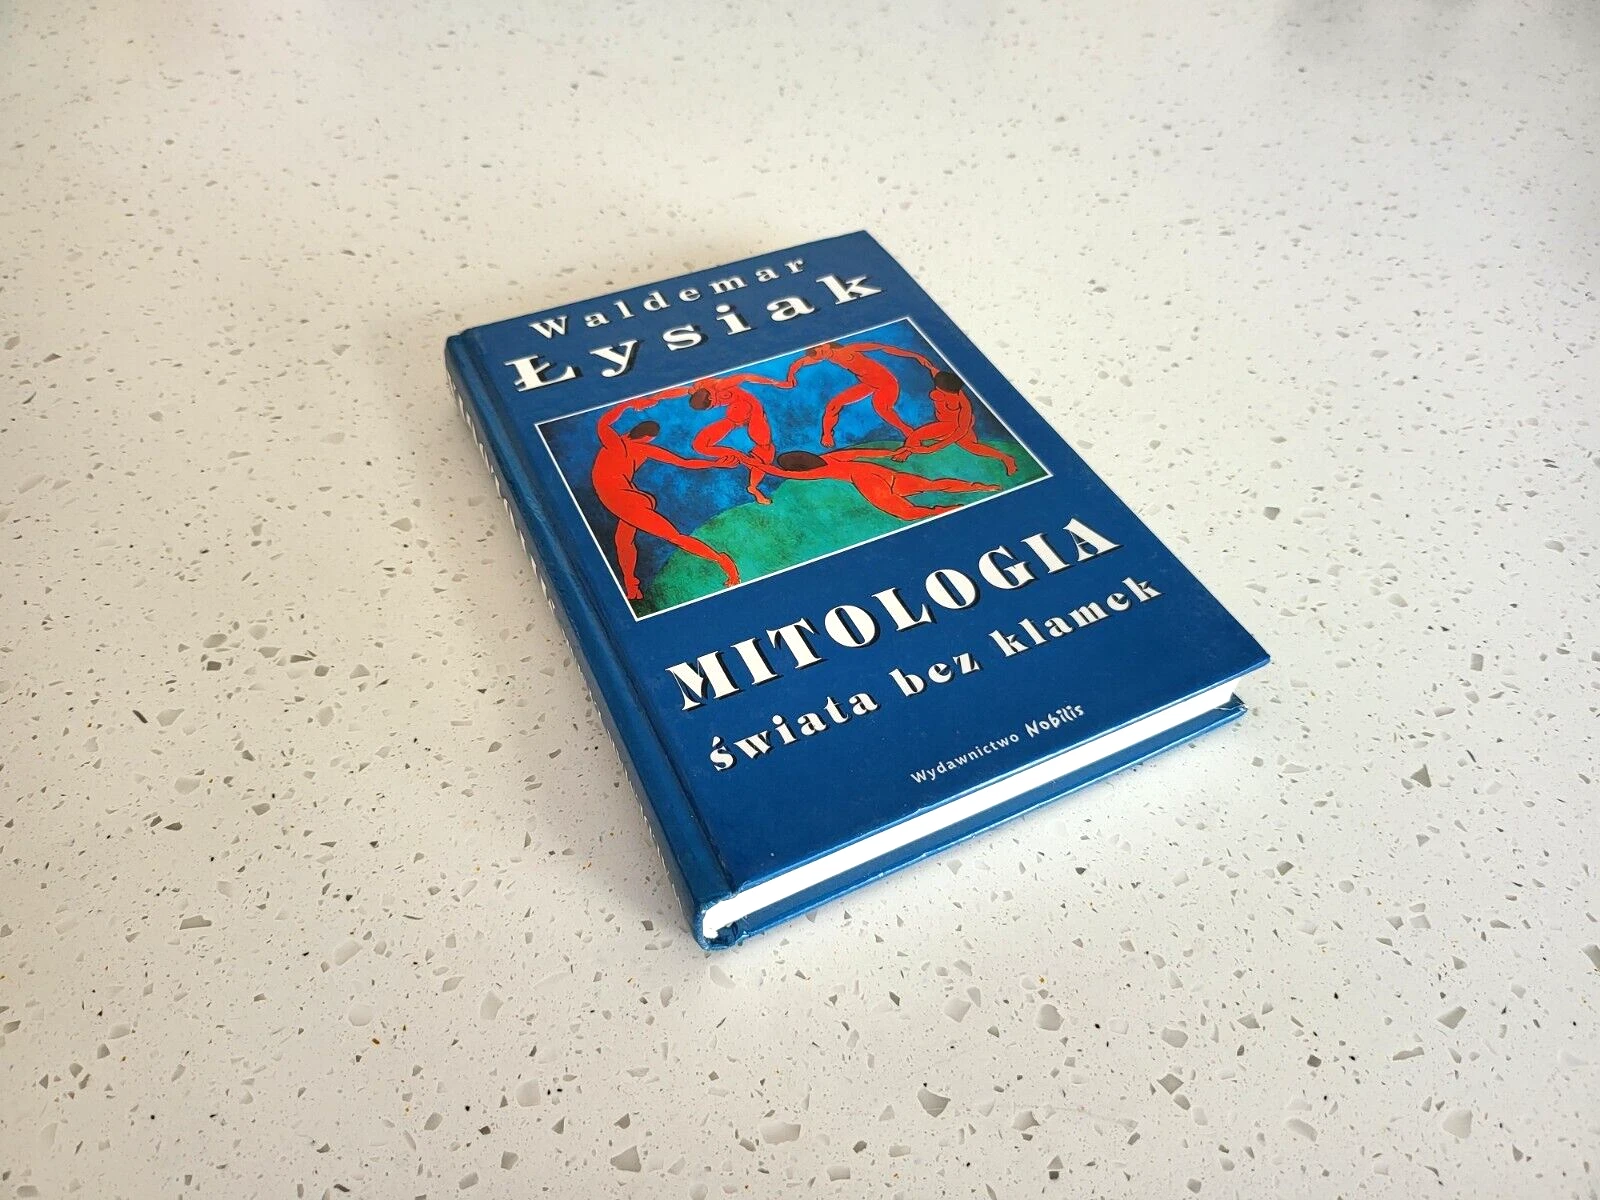 Waldemar
Łysiak
MITOLOGIA
świata bez klamek
Wydawnictwo Nobilis